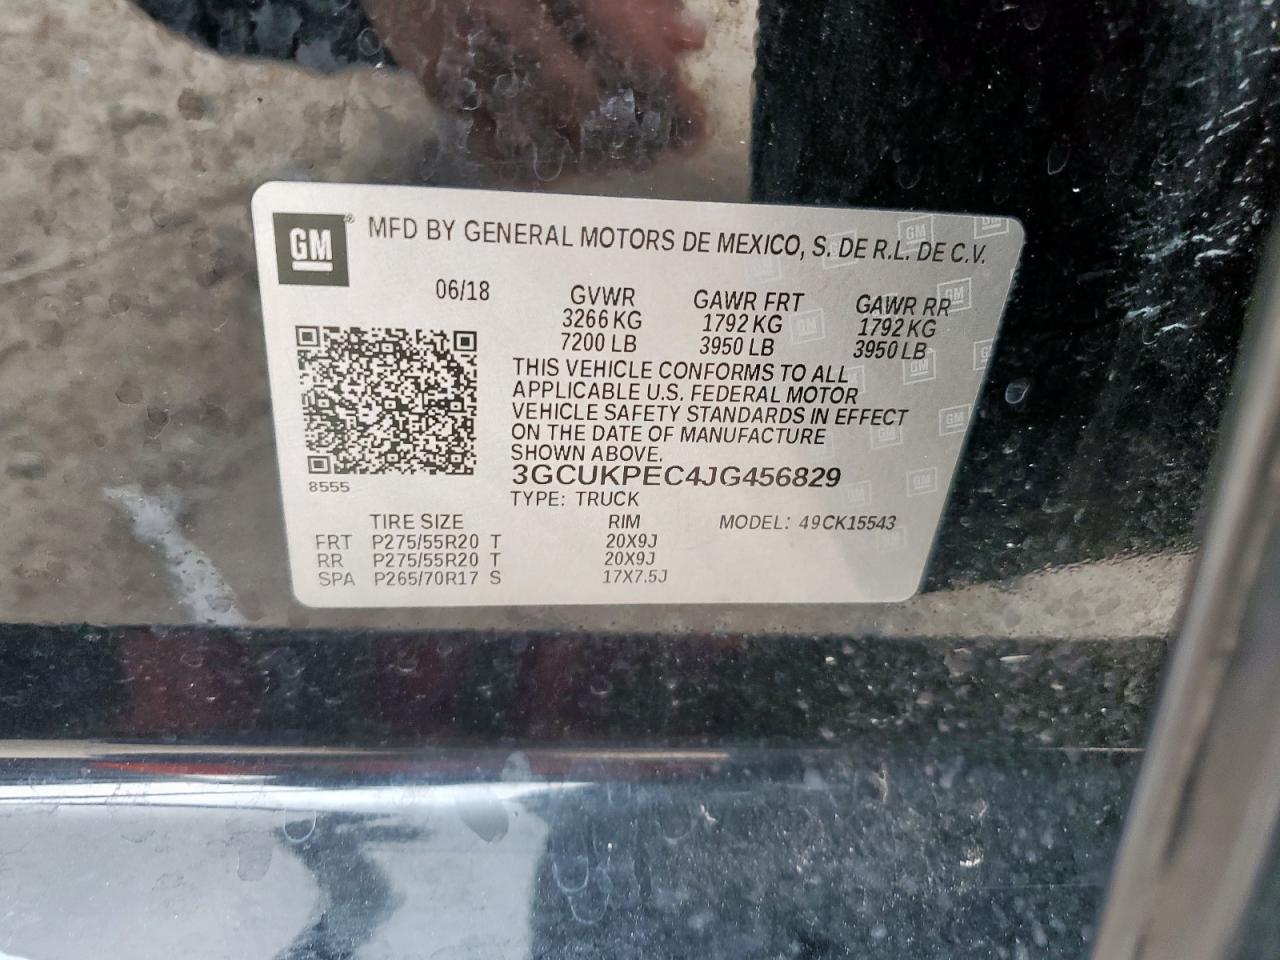 GM® MFD BY GENERAL MOTORS DE MEXICO, S. DE R.L. DE C.V.
06/18 GVWR GAWR FRT GAWR RR
3266 KG 1792 KG 1792 KG
7200 LB 3950 LB 3950 LB
THIS VEHICLE CONFORMS TO ALL
APPLICABLE U.S. FEDERAL MOTOR
VEHICLE SAFETY STANDARDS IN EFFECT
ON THE DATE OF MANUFACTURE
SHOWN ABOVE.
8555 3GCUKPEC4JG456829
TYPE: TRUCK
TIRE SIZE RIM MODEL: 49CK15543
FRT P275/55R20 T 20X9J
RR P275/55R20 T 20X9J
SPA P265/70R17 S 17X7.5J